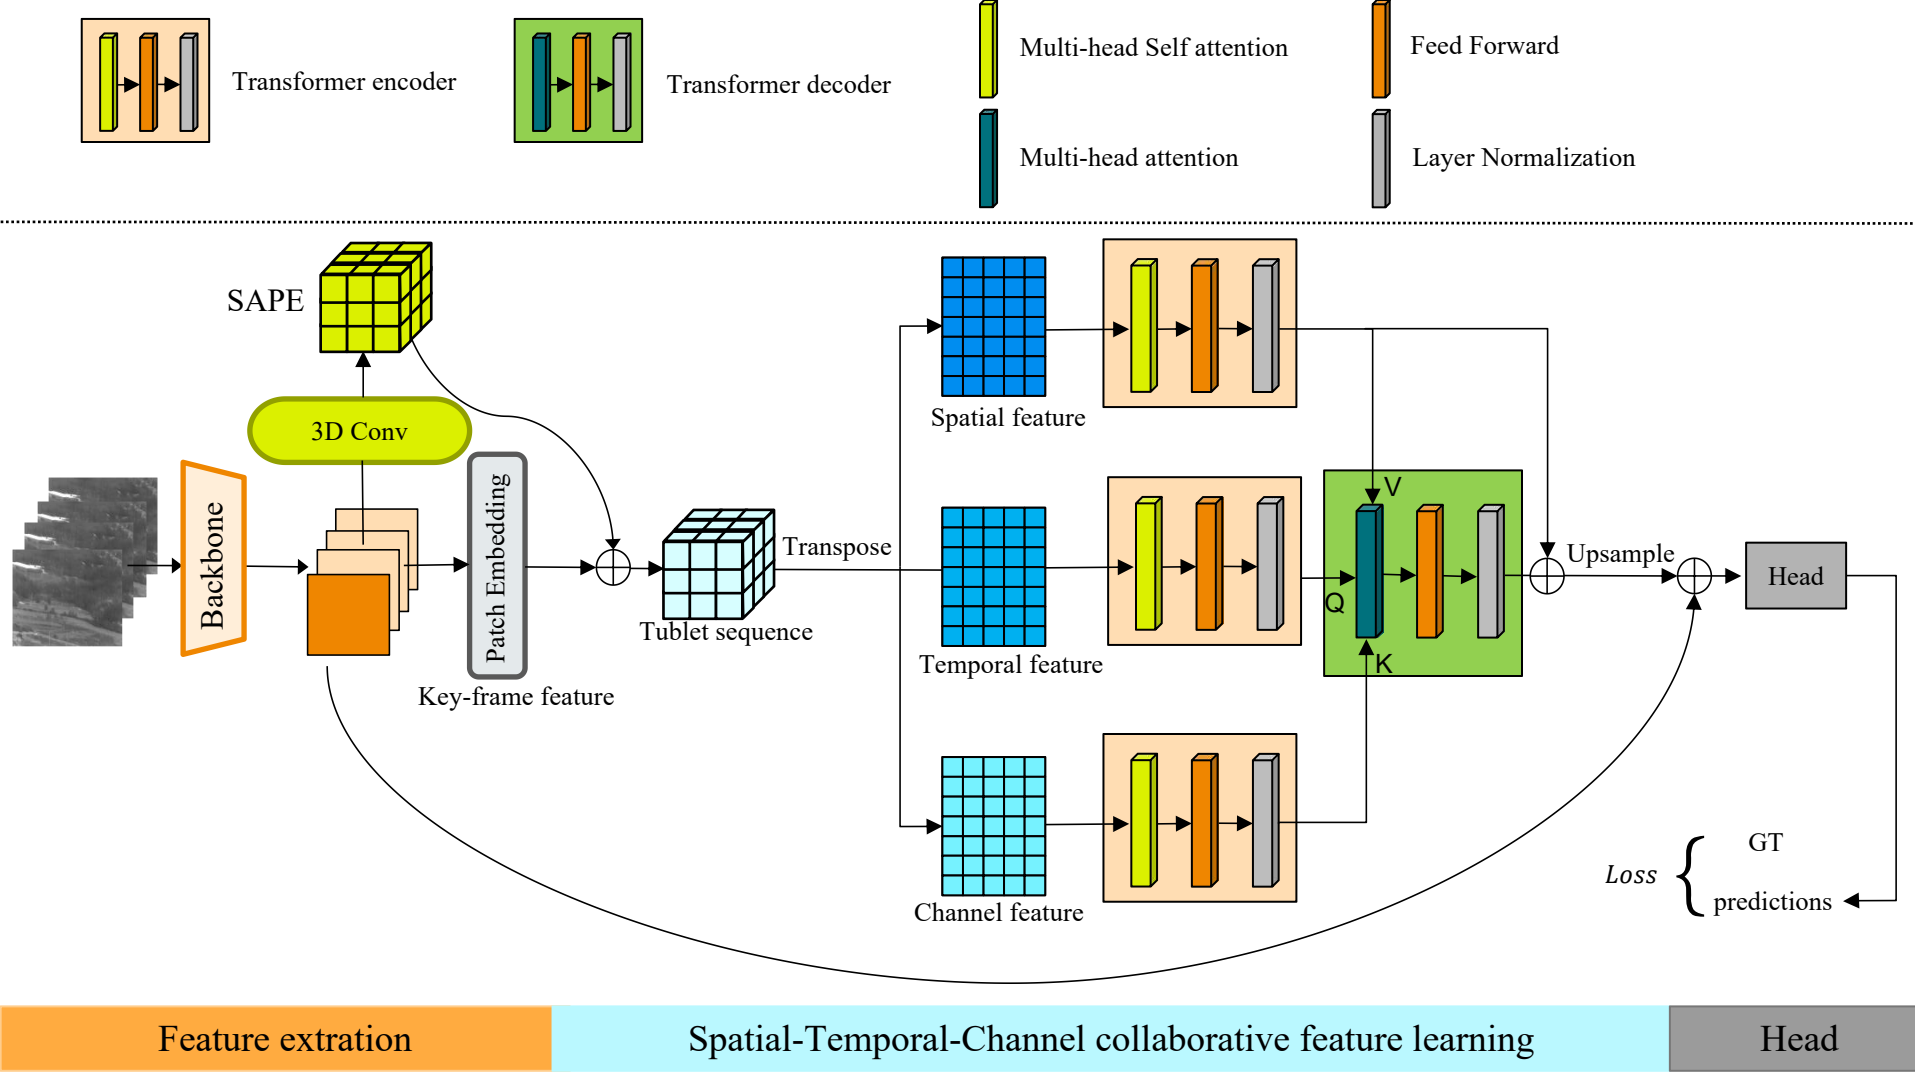 Transformer encoder
Transformer decoder
Multi-head Self attention
Feed Forward
Multi-head attention
Layer Normalization
SAPE
3D Conv
Backbone
Patch Embedding
Key-frame feature
Tublet sequence
Transpose
Spatial feature
Temporal feature
Channel feature
V
Q
K
Upsample
Head
GT
Loss
predictions
Feature extration
Spatial-Temporal-Channel collaborative feature learning
Head